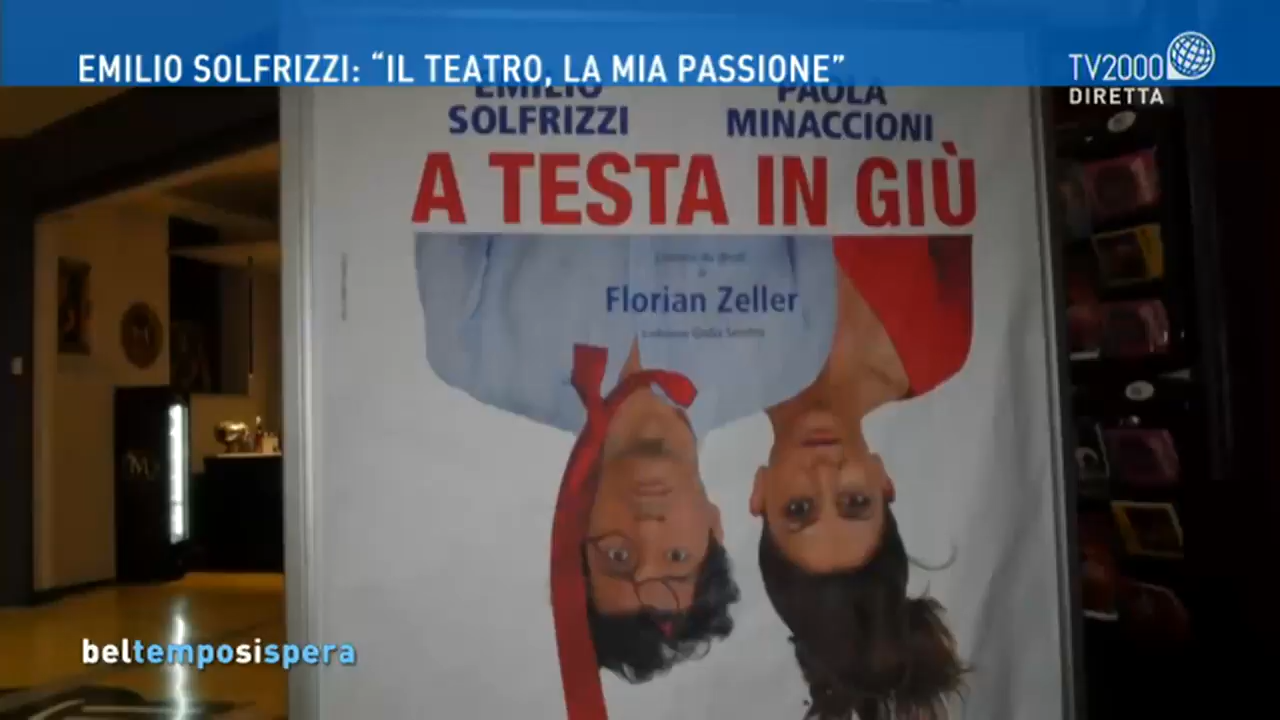 EMILIO SOLFRIZZI: “IL TEATRO, LA MIA PASSIONE”
TV2000
DIRETTA
EMILIO
SOLFRIZZI
PAOLA
MINACCIONI
A TESTA IN GIÙ
di
Florian Zeller
beltemposispera